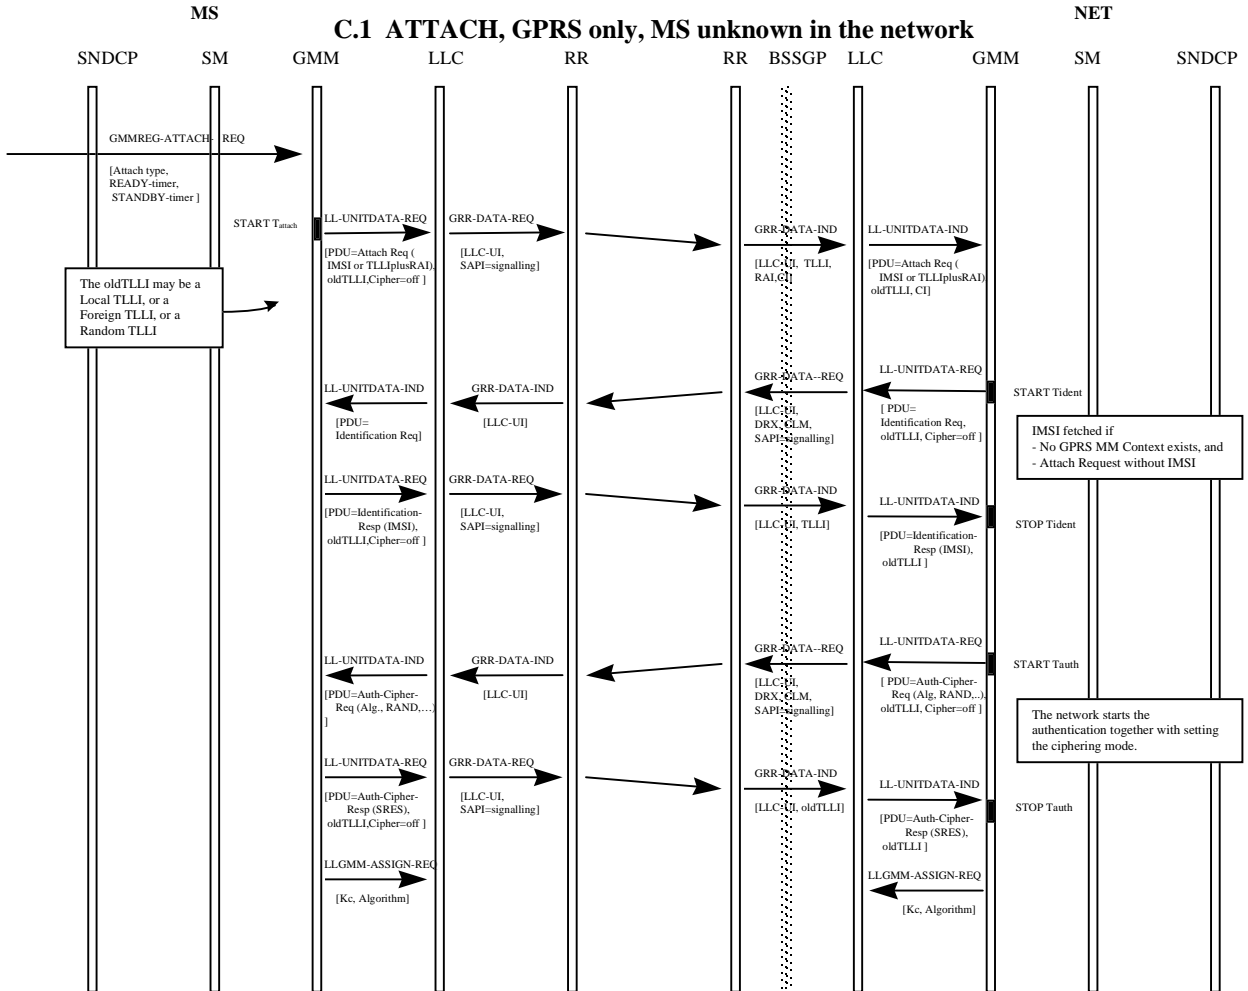 MS
NET
C.1 ATTACH, GPRS only, MS unknown in the network
SNDCP SM GMM LLC RR RR BSSGP LLC GMM SM SNDCP
GMMREG-ATTACH- REQ
[Attach type,
READY-timer,
STANDBY-timer ]
START Tattach
LL-UNITDATA-REQ
[PDU=Attach Req (
IMSI or TLLIplusRAI),
oldTLLI,Cipher=off ]
GRR-DATA-REQ
[LLC-UI,
SAPI=signalling]
GRR-DATA-IND
[LLC-UI, TLLI,
RAI,CI]
LL-UNITDATA-IND
[PDU=Attach Req (
IMSI or TLLIplusRAI)
oldTLLI, CI]
The oldTLLI may be a
Local TLLI, or a
Foreign TLLI, or a
Random TLLI
LL-UNITDATA-IND
[PDU=
Identification Req]
GRR-DATA-IND
[LLC-UI]
GRR-DATA--REQ
[LLC-UI,
DRX, CLM,
SAPI=signalling]
LL-UNITDATA-REQ
[ PDU=
Identification Req,
oldTLLI, Cipher=off ]
START Tident
IMSI fetched if
- No GPRS MM Context exists, and
- Attach Request without IMSI
LL-UNITDATA-REQ
[PDU=Identification-
Resp (IMSI),
oldTLLI,Cipher=off ]
GRR-DATA-REQ
[LLC-UI,
SAPI=signalling]
GRR-DATA-IND
[LLC-UI, TLLI]
LL-UNITDATA-IND
[PDU=Identification-
Resp (IMSI),
oldTLLI ]
STOP Tident
LL-UNITDATA-IND
[PDU=Auth-Cipher-
Req (Alg., RAND,…)
]
GRR-DATA-IND
[LLC-UI]
GRR-DATA--REQ
[LLC-UI,
DRX, CLM,
SAPI=signalling]
LL-UNITDATA-REQ
[ PDU=Auth-Cipher-
Req (Alg, RAND,..),
oldTLLI, Cipher=off ]
START Tauth
The network starts the
authentication together with setting
the ciphering mode.
LL-UNITDATA-REQ
[PDU=Auth-Cipher-
Resp (SRES),
oldTLLI,Cipher=off ]
GRR-DATA-REQ
[LLC-UI,
SAPI=signalling]
GRR-DATA-IND
[LLC-UI, oldTLLI]
LL-UNITDATA-IND
[PDU=Auth-Cipher-
Resp (SRES),
oldTLLI ]
STOP Tauth
LLGMM-ASSIGN-REQ
[Kc, Algorithm]
LLGMM-ASSIGN-REQ
[Kc, Algorithm]